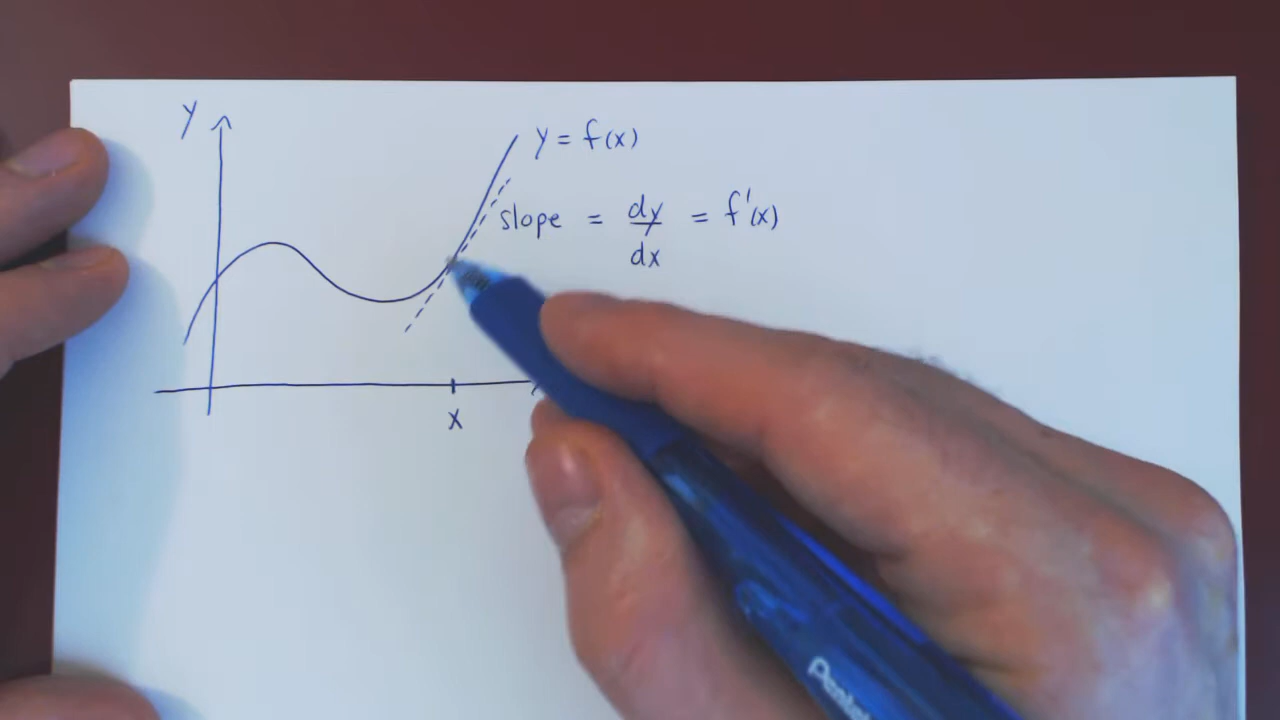 y
y = f(x)
slope = dy/dx = f'(x)
x